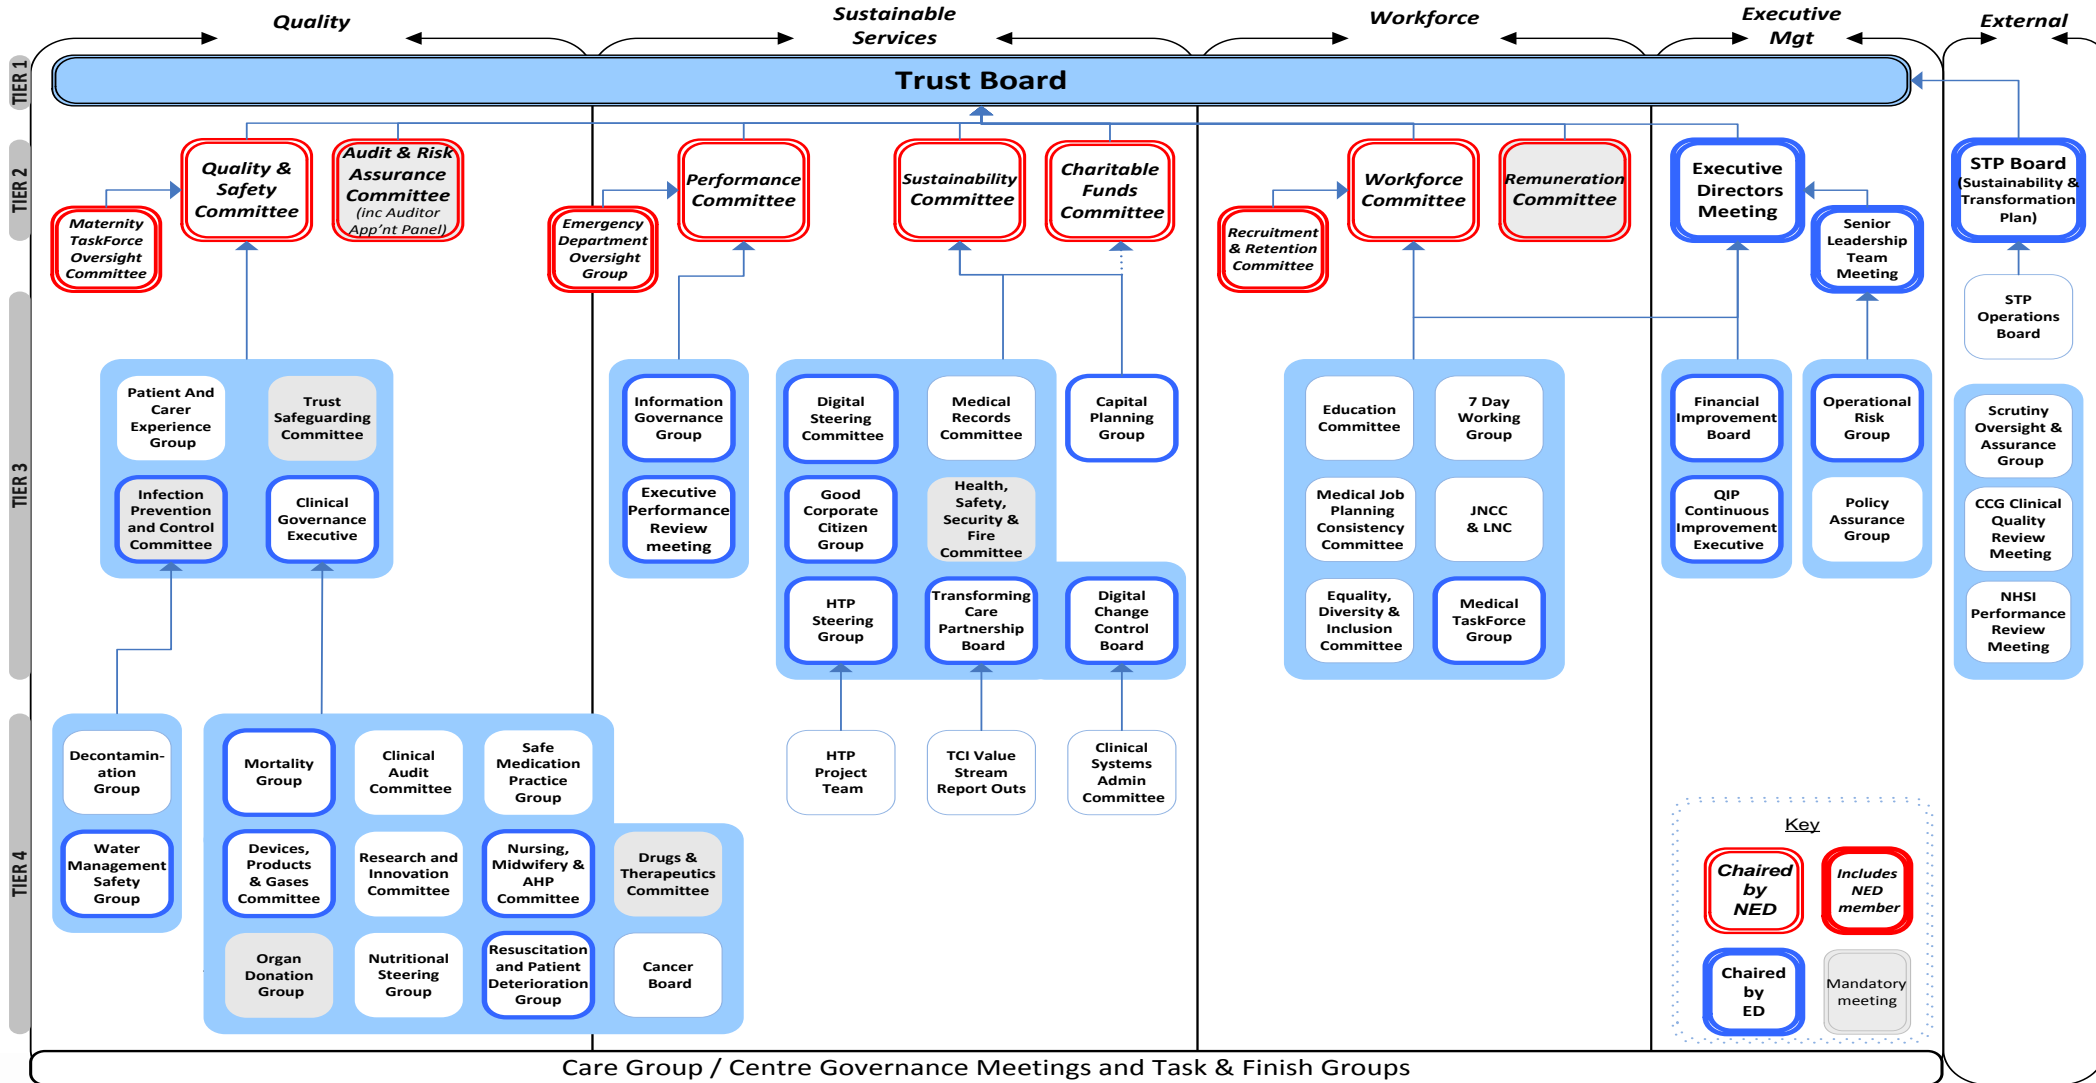 Quality
Sustainable
Services
Workforce
Executive
Mgt
External
TIER 1
Trust Board
TIER 2
Quality &
Safety
Committee
Maternity
TaskForce
Oversight
Committee
Audit & Risk
Assurance
Committee
(inc Auditor
App'nt Panel)
Emergency
Department
Oversight
Group
Performance
Committee
Sustainability
Committee
Charitable
Funds
Committee
Recruitment
& Retention
Committee
Workforce
Committee
Remuneration
Committee
Executive
Directors
Meeting
Senior
Leadership
Team
Meeting
STP Board
(Sustainability &
Transformation
Plan)
STP
Operations
Board
TIER 3
Patient And
Carer
Experience
Group
Trust
Safeguarding
Committee
Infection
Prevention
and Control
Committee
Clinical
Governance
Executive
Information
Governance
Group
Executive
Performance
Review
meeting
Digital
Steering
Committee
Medical
Records
Committee
Capital
Planning
Group
Good
Corporate
Citizen
Group
Health,
Safety,
Security &
Fire
Committee
HTP
Steering
Group
Transforming
Care
Partnership
Board
Digital
Change
Control
Board
Education
Committee
7 Day
Working
Group
Medical Job
Planning
Consistency
Committee
JNCC
& LNC
Equality,
Diversity &
Inclusion
Committee
Medical
TaskForce
Group
Financial
Improvement
Board
QIP
Continuous
Improvement
Executive
Operational
Risk
Group
Policy
Assurance
Group
Scrutiny
Oversight &
Assurance
Group
CCG Clinical
Quality
Review
Meeting
NHSI
Performance
Review
Meeting
TIER 4
Decontamin-
ation
Group
Water
Management
Safety
Group
Mortality
Group
Clinical
Audit
Committee
Safe
Medication
Practice
Group
Devices,
Products
& Gases
Committee
Research and
Innovation
Committee
Nursing,
Midwifery &
AHP
Committee
Drugs &
Therapeutics
Committee
Organ
Donation
Group
Nutritional
Steering
Group
Resuscitation
and Patient
Deterioration
Group
Cancer
Board
HTP
Project
Team
TCI Value
Stream
Report Outs
Clinical
Systems
Admin
Committee
Key
Chaired
by
NED
Includes
NED
member
Chaired
by
ED
Mandatory
meeting
Care Group / Centre Governance Meetings and Task & Finish Groups